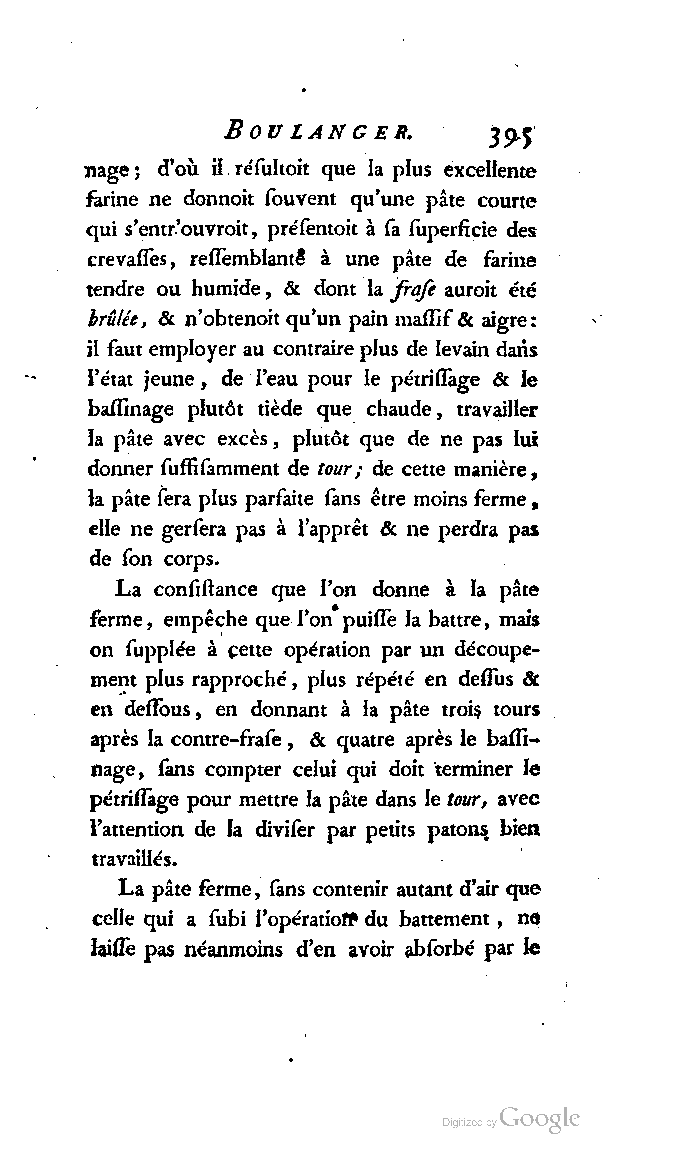 BOULANGER. 395
nage; d'où il réſultoit que la plus excellente
farine ne donnoit ſouvent qu'une pâte courte
qui s'entr'ouvroit, préſentoit à ſa ſuperficie des
crevaſſes, reſſemblante à une pâte de farine
tendre ou humide, & dont la fraſe auroit été
brûlée, & n'obtenoit qu'un pain maſſif & aigre:
il faut employer au contraire plus de levain dans
l'état jeune, de l'eau pour le pétriſſage & le
baſſinage plutôt tiède que chaude, travailler
la pâte avec excès, plutôt que de ne pas lui
donner ſuffiſamment de tour; de cette manière,
la pâte ſera plus parfaite ſans être moins ferme,
elle ne gerſera pas à l'apprêt & ne perdra pas
de ſon corps.
La conſiſtance que l'on donne à la pâte
ferme, empêche que l'on puiſſe la battre, mais
on ſupplée à cette opération par un découpe-
ment plus rapproché, plus répété en deſſus &
en deſſous, en donnant à la pâte trois tours
après la contre-fraſe, & quatre après le baſſi-
nage, ſans compter celui qui doit terminer le
pétriſſage pour mettre la pâte dans le tour, avec
l'attention de la diviſer par petits patons bien
travaillés.
La pâte ferme, ſans contenir autant d'air que
celle qui a ſubi l'opération du battement, ne
laiſſe pas néanmoins d'en avoir abſorbé par le
Digitized by Google